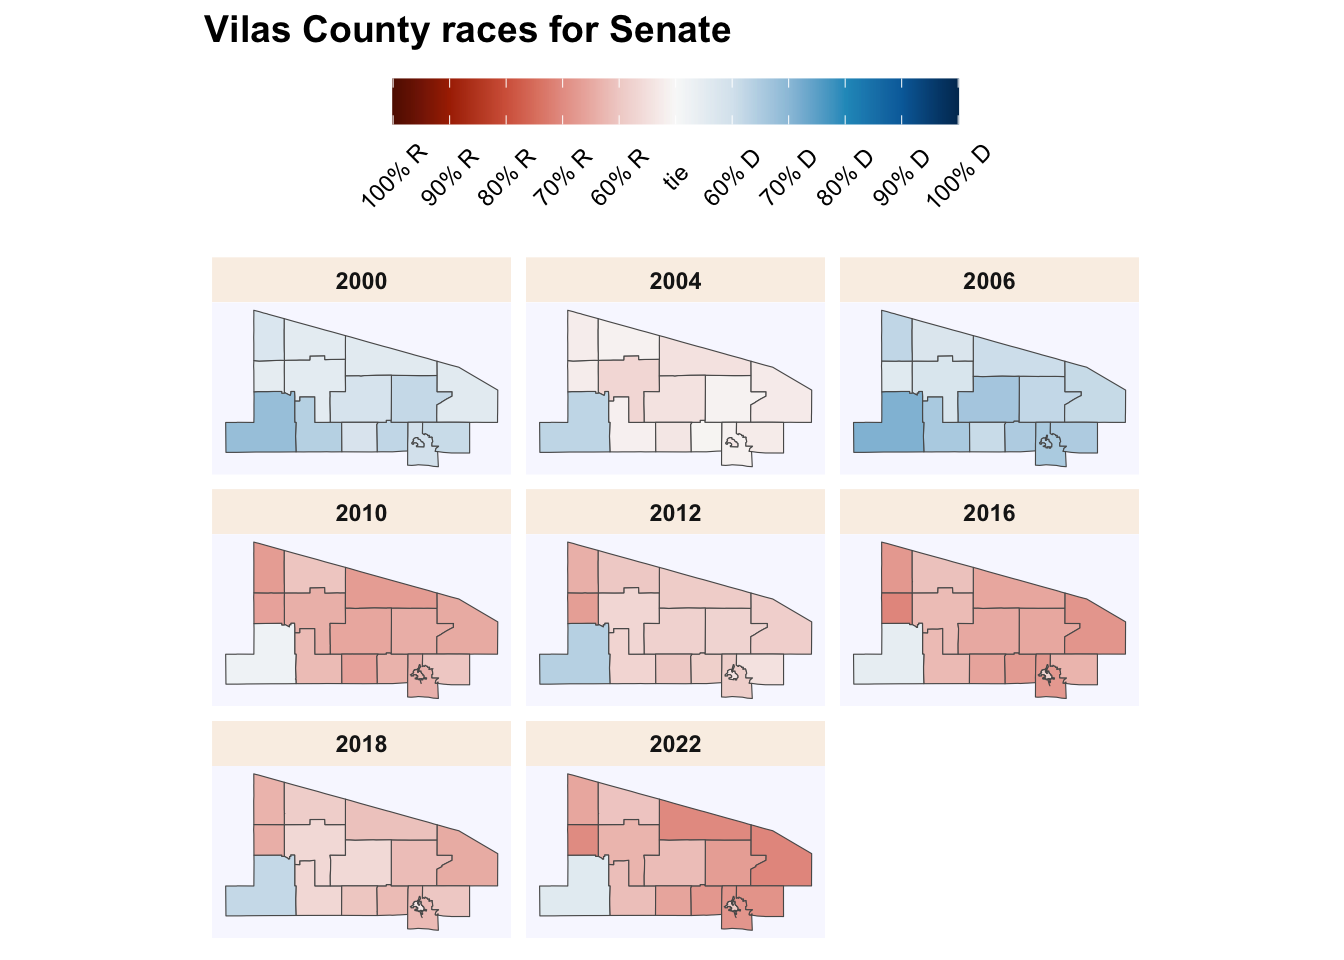 Vilas County races for Senate
100% R
90% R
80% R
70% R
60% R
tie
60% D
70% D
80% D
90% D
100% D
2000
2004
2006
2010
2012
2016
2018
2022